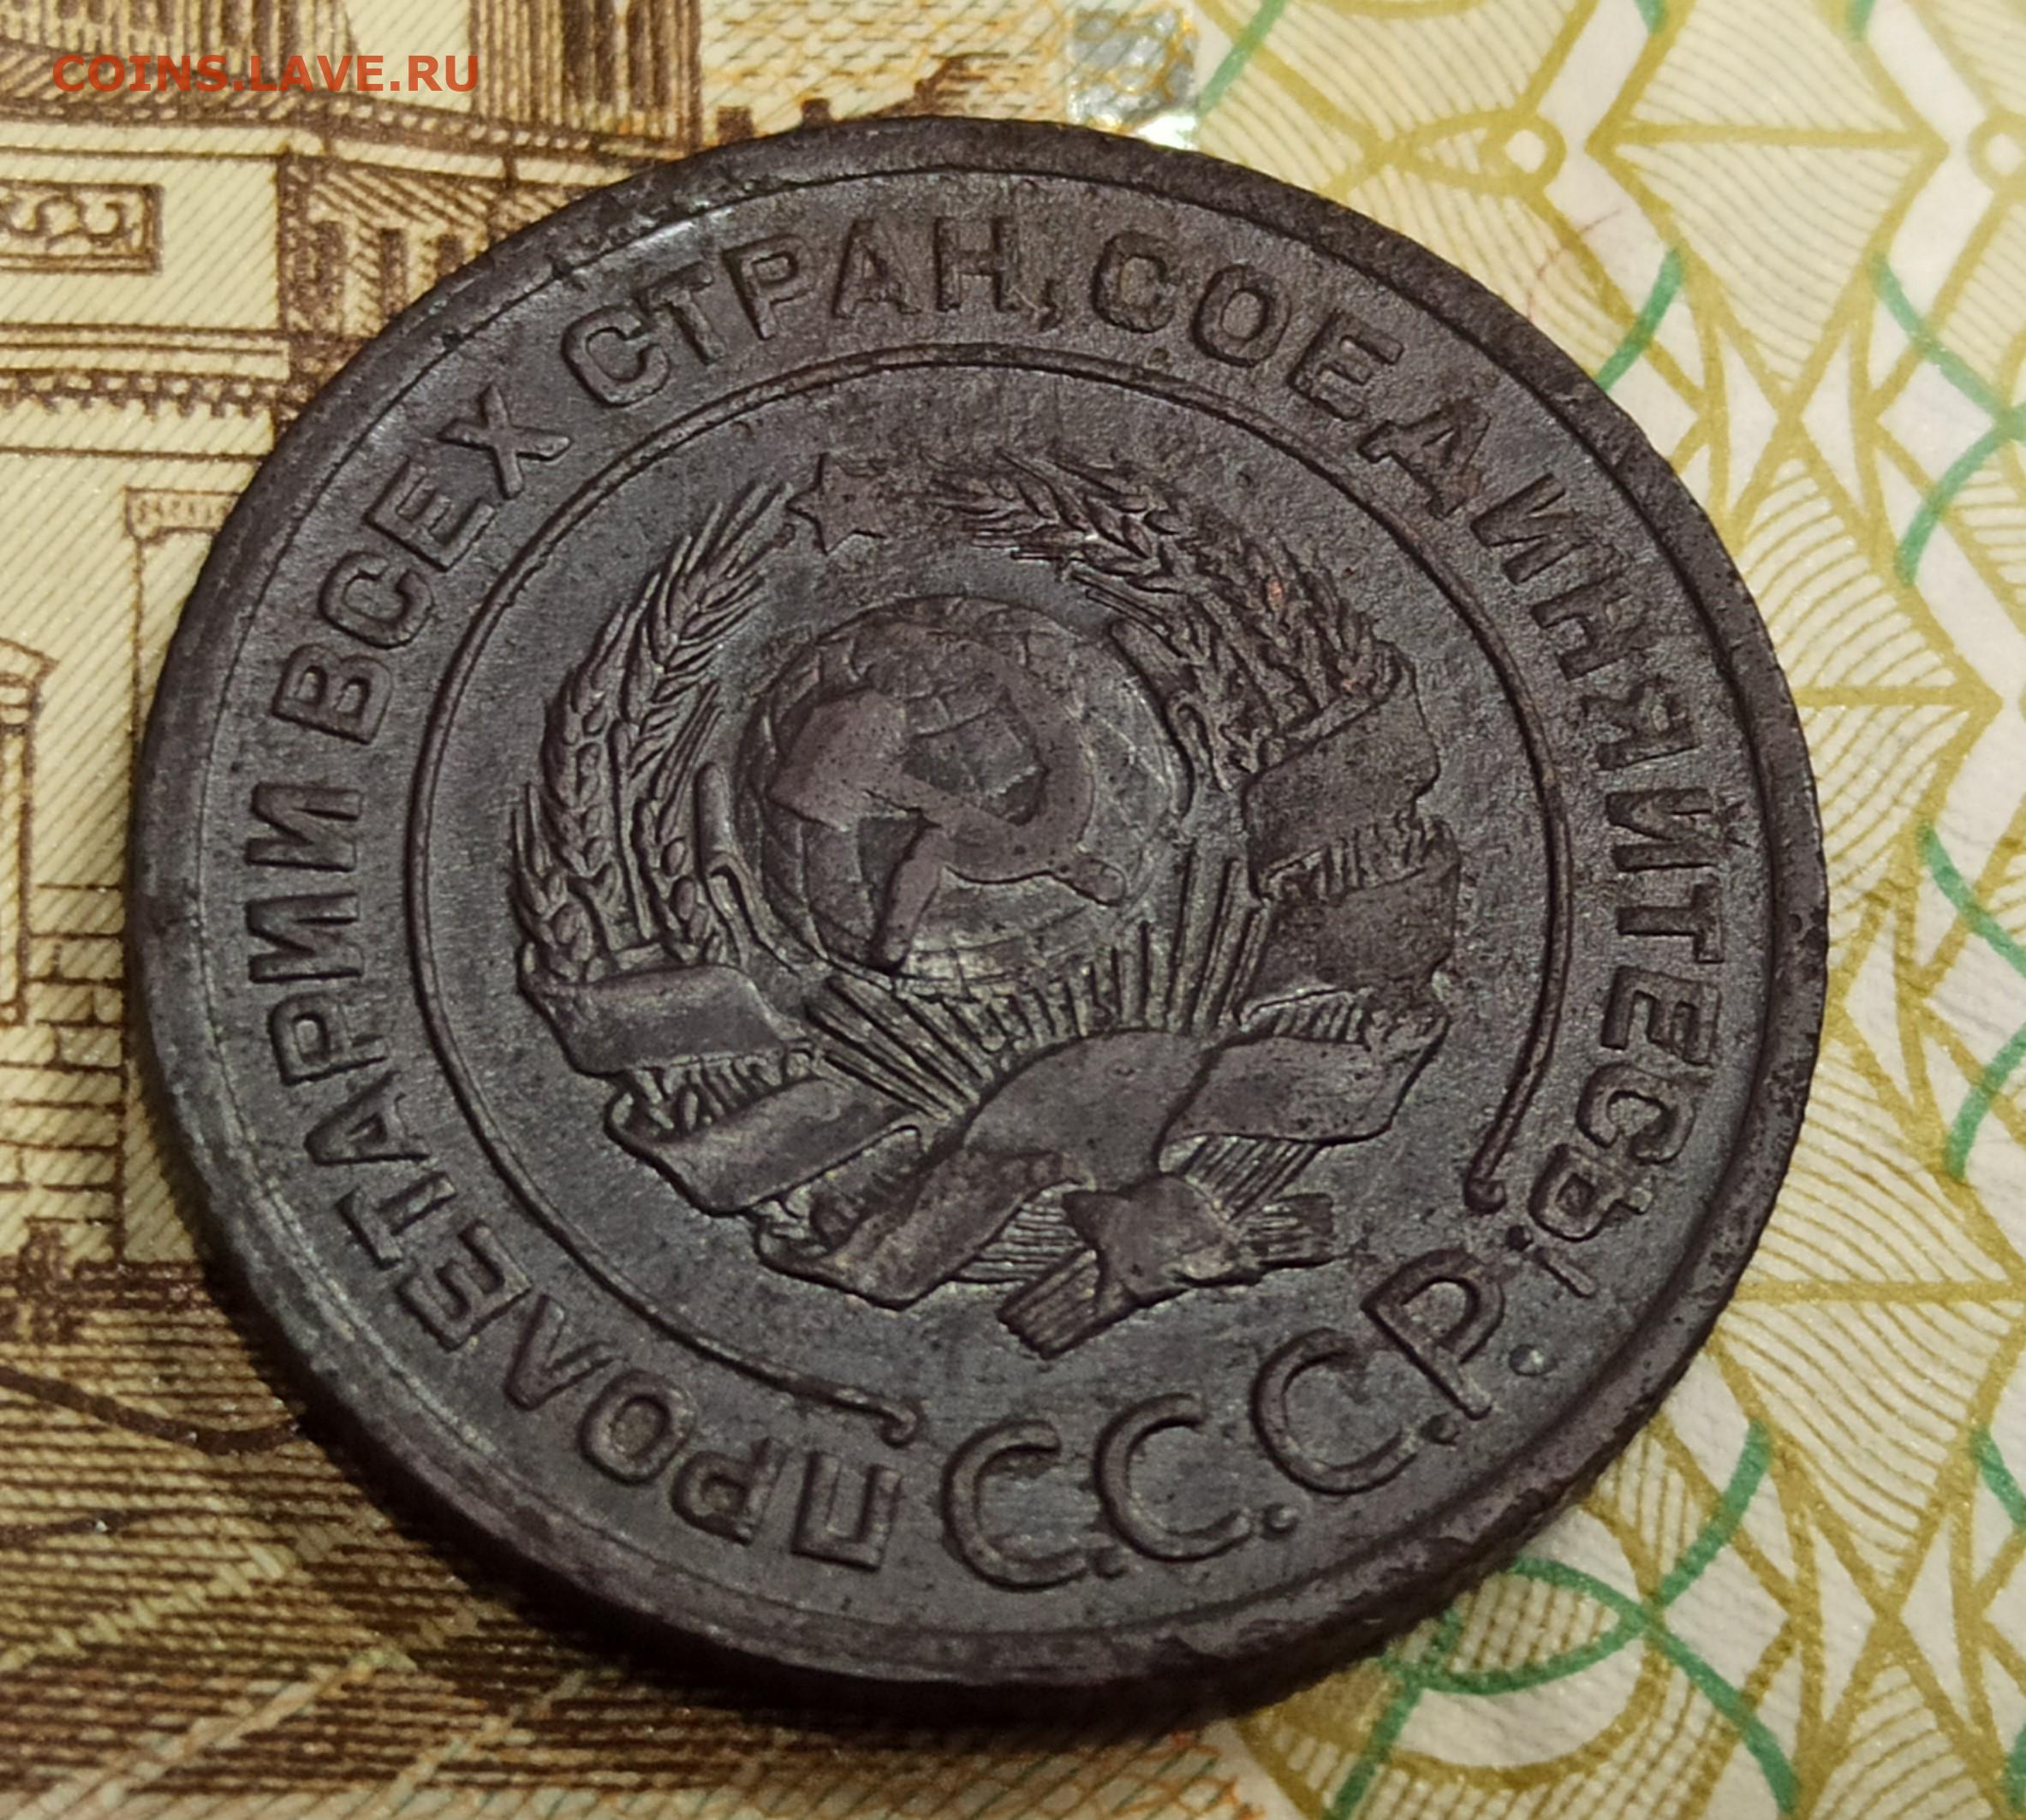 COINS.LAVE.RU
ПРОЛЕТАРИИ ВСЕХ СТРАН, СОЕДИНЯЙТЕСЬ!
С.С.С.Р.